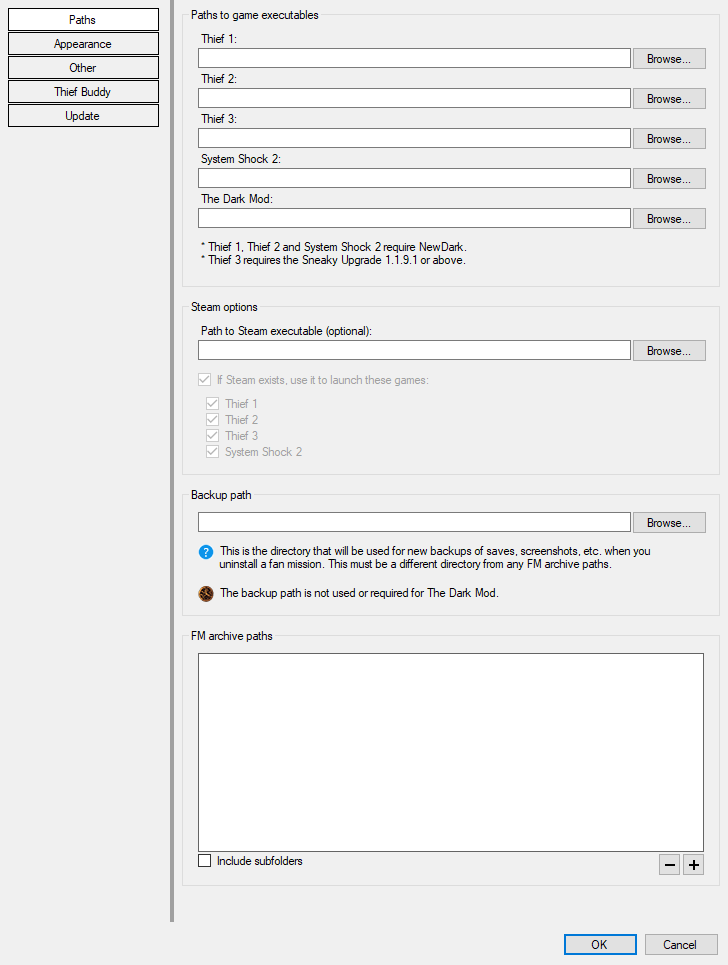 Paths
Appearance
Other
Thief Buddy
Update
Paths to game executables
Thief 1:
Browse...
Thief 2:
Browse...
Thief 3:
Browse...
System Shock 2:
Browse...
The Dark Mod:
Browse...
* Thief 1, Thief 2 and System Shock 2 require NewDark.
* Thief 3 requires the Sneaky Upgrade 1.1.9.1 or above.
Steam options
Path to Steam executable (optional):
Browse...
If Steam exists, use it to launch these games:
Thief 1
Thief 2
Thief 3
System Shock 2
Backup path
Browse...
This is the directory that will be used for new backups of saves, screenshots, etc. when you
uninstall a fan mission. This must be a different directory from any FM archive paths.
The backup path is not used or required for The Dark Mod.
FM archive paths
Include subfolders
OK
Cancel